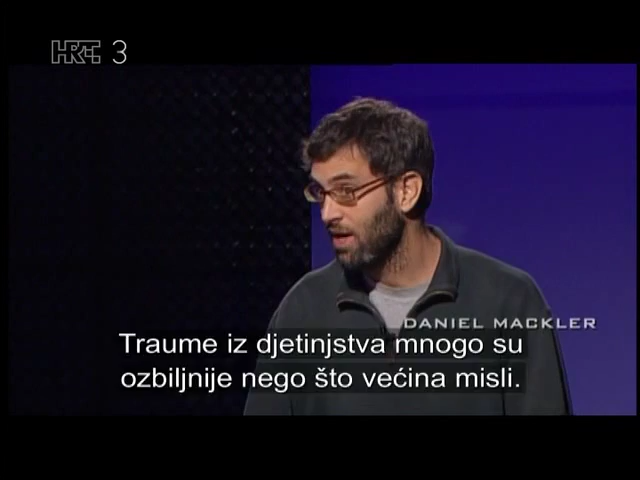 HRT 3
DANIEL MACKLER
Traume iz djetinjstva mnogo su
ozbiljnije nego što većina misli.